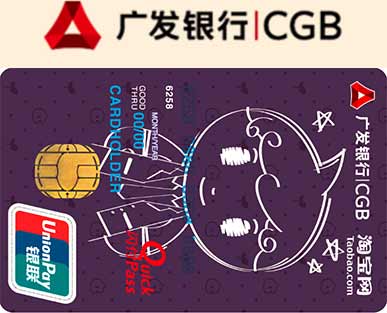 广发银行|CGB
广发银行|CGB
淘宝网
Taobao.com
6258
MONTH/YEAR
GOOD THRU 00/00
CARDHOLDER
Quick Pass
UnionPay
银联